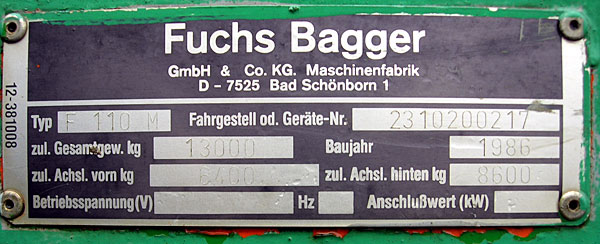 Fuchs Bagger
GmbH & Co. KG. Maschinenfabrik
D - 7525 Bad Schönborn 1
12-381008
Typ F 110 M Fahrgestell od. Geräte-Nr. 2310200217
zul. Gesamtgew. kg 13000 Baujahr 1986
zul. Achsl. vorn kg 6400 zul. Achsl. hinten kg 8600
Betriebsspannung(V) Hz Anschlußwert (kW) -